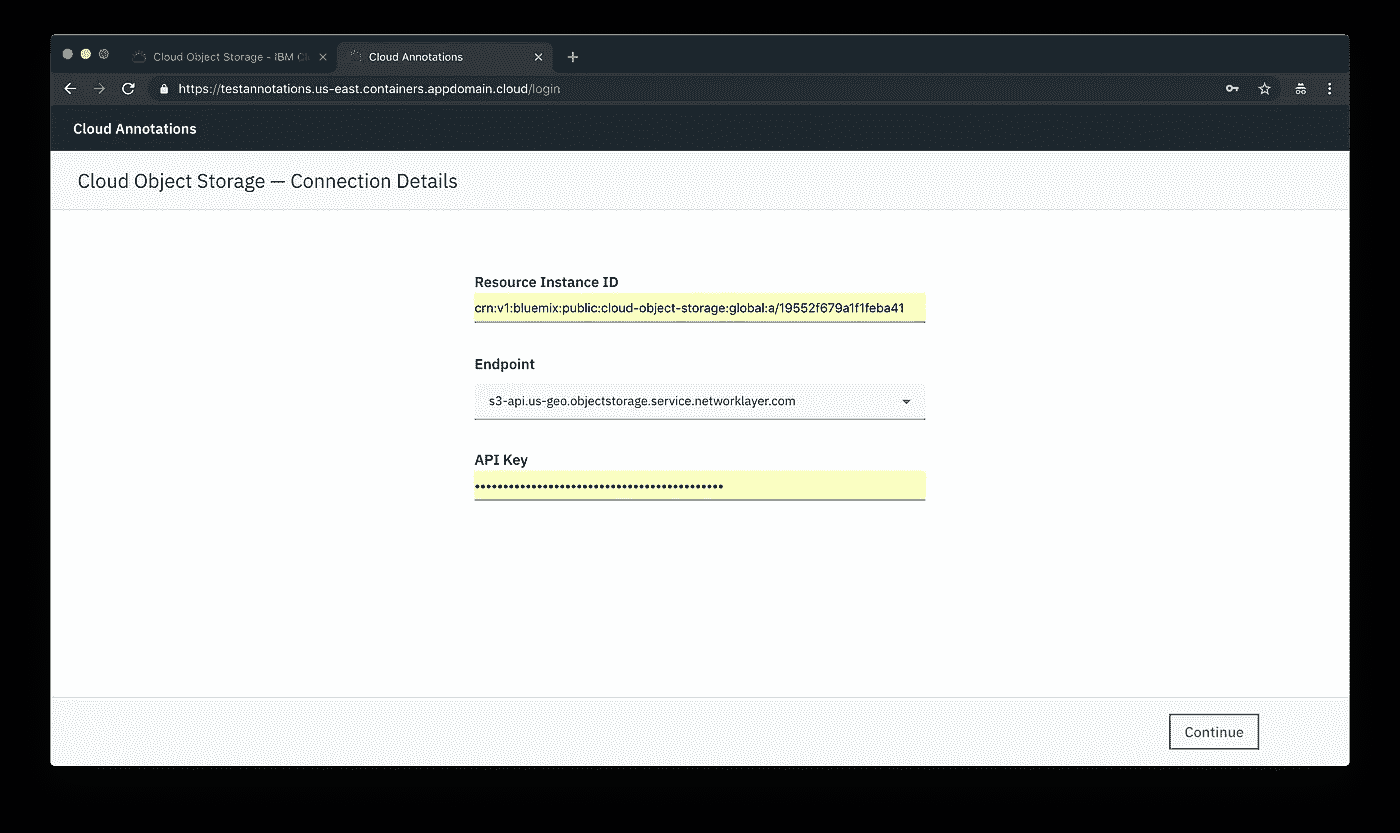 Cloud Object Storage - IBM Cl
Cloud Annotations
https://testannotations.us-east.containers.appdomain.cloud/login
Cloud Annotations
Cloud Object Storage — Connection Details
Resource Instance ID
crn:v1:bluemix:public:cloud-object-storage:global:a/19552f679a1f1feba41
Endpoint
s3-api.us-geo.objectstorage.service.networklayer.com
API Key
••••••••••••••••••••••••••••••••••••••••••••
Continue